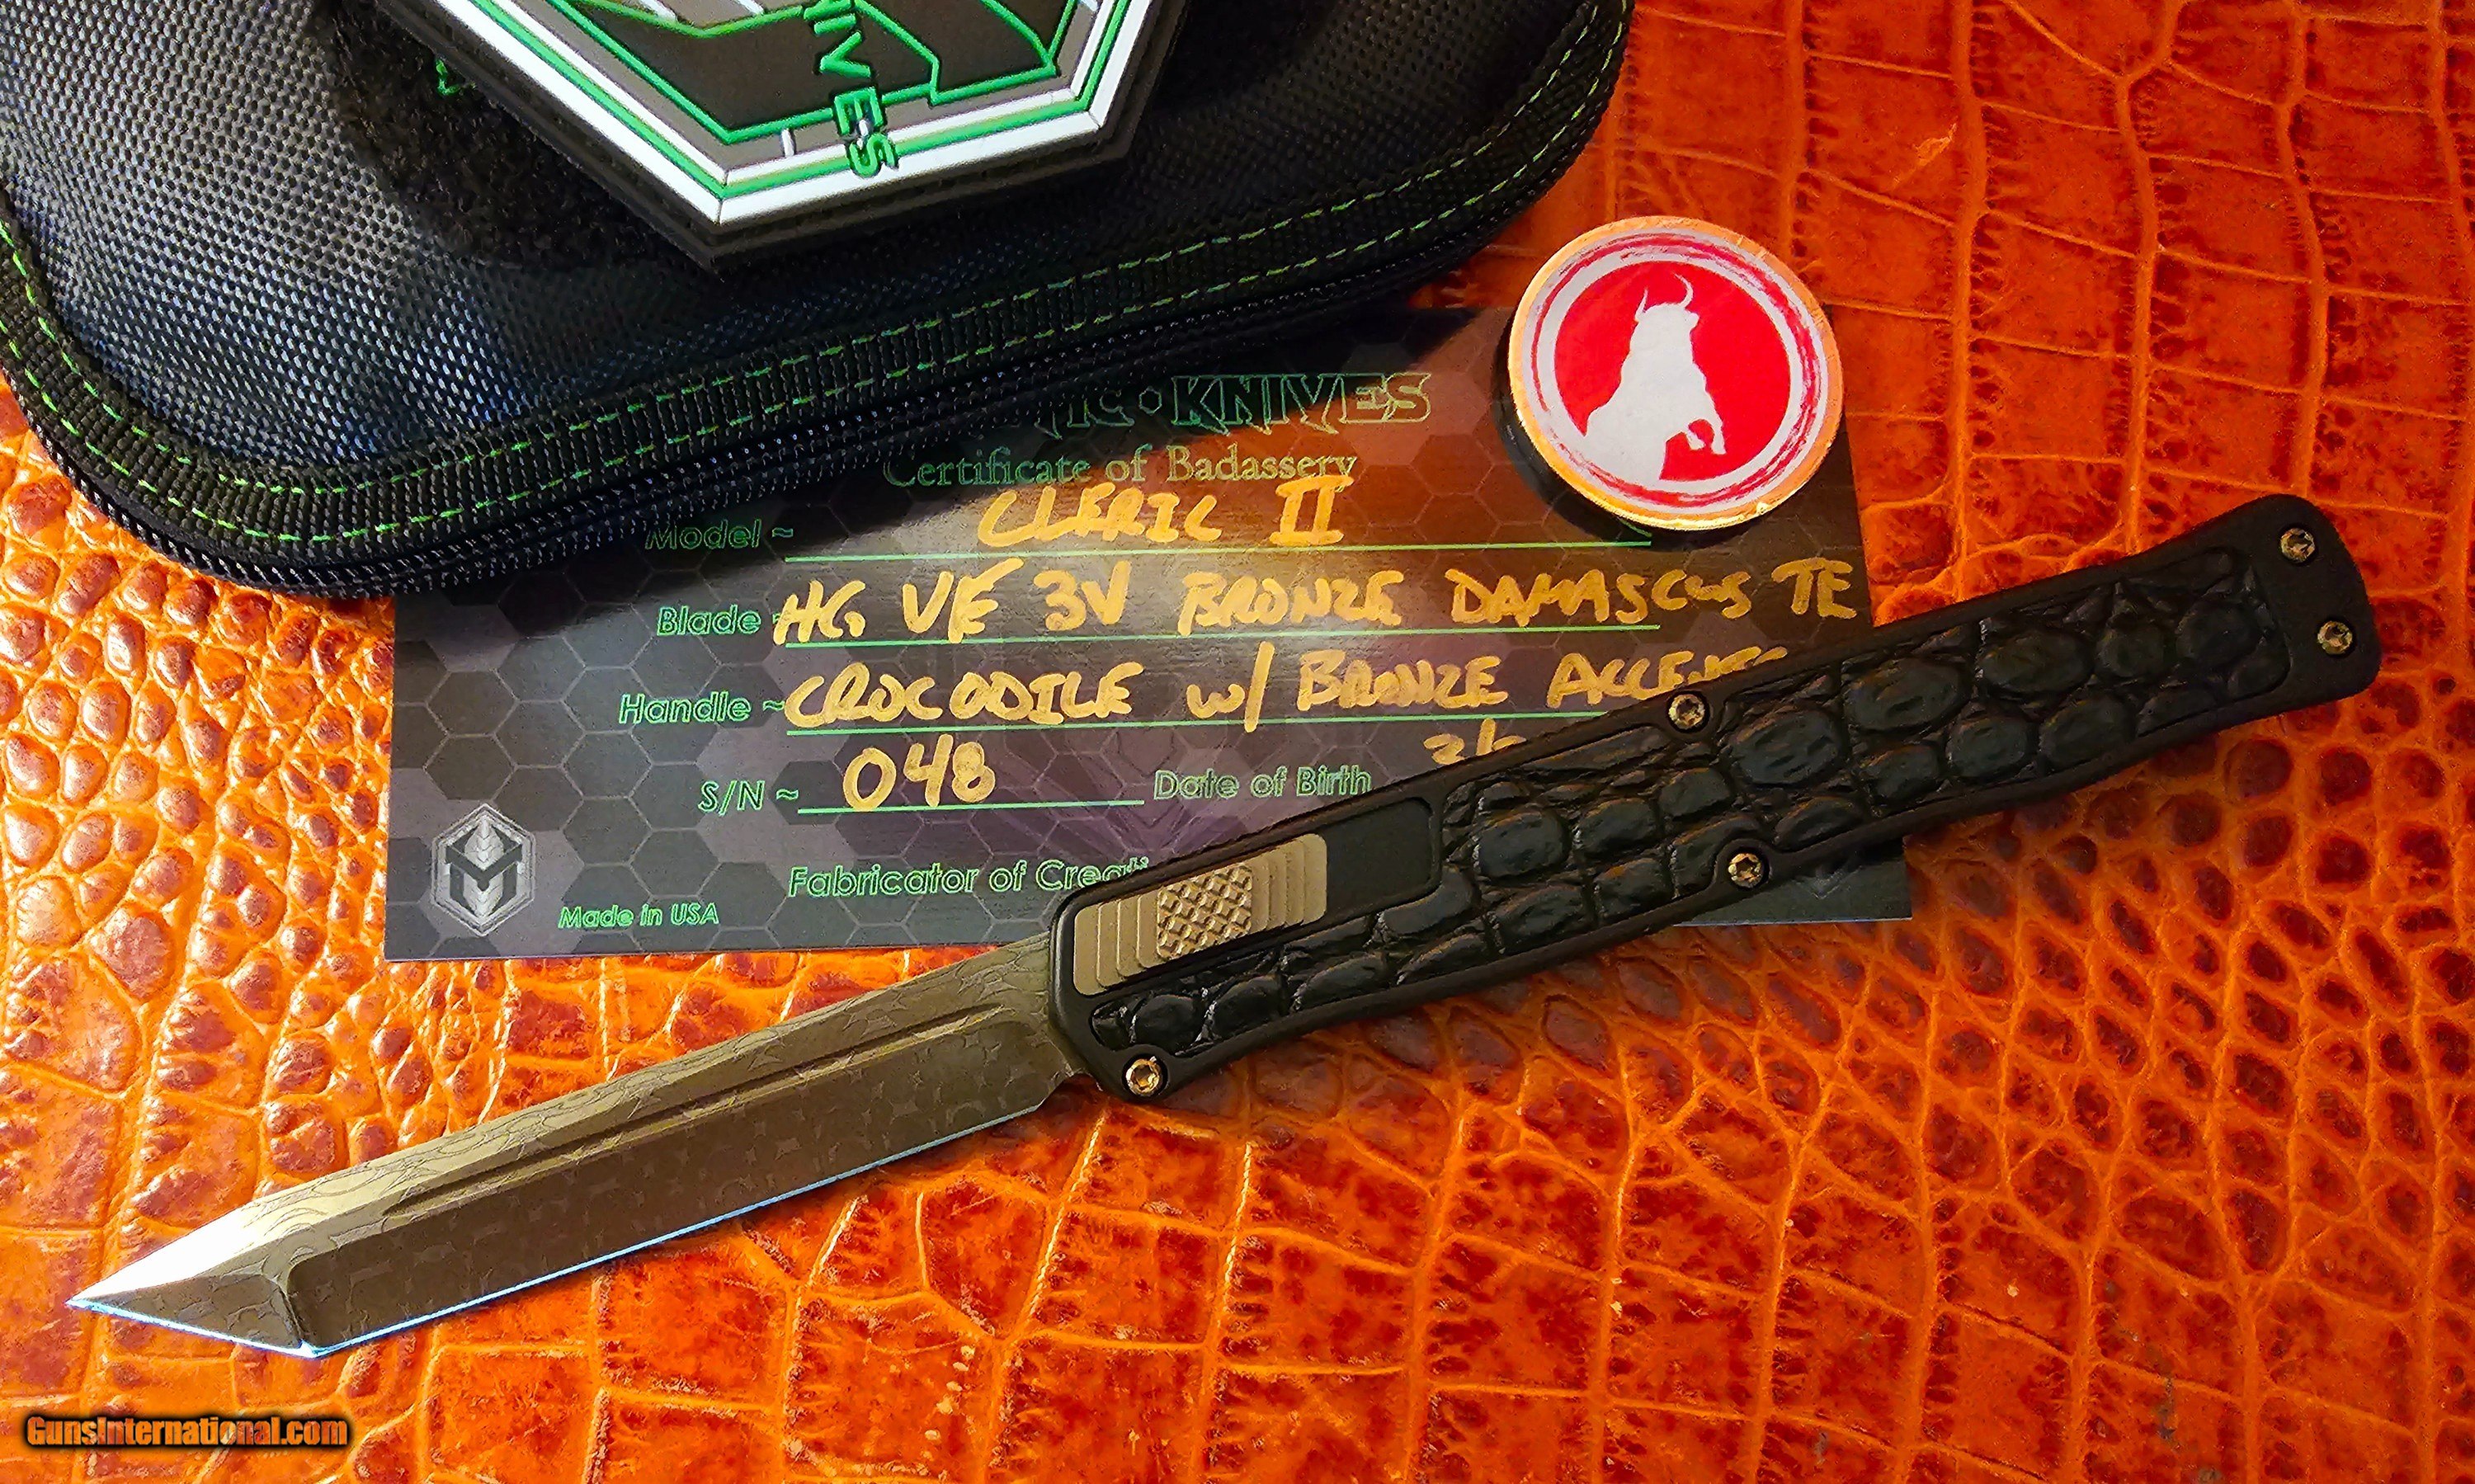 KNIVES
Certificate of Badassery
Model ~ CLERIC II
Blade ~ HG VE 3V BRONZE DAMASCUS TE
Handle ~ CROCODILE W/ BRONZE
S/N ~ 048 Date of Birth
Fabricator of
Made in USA
GunsInternational.com